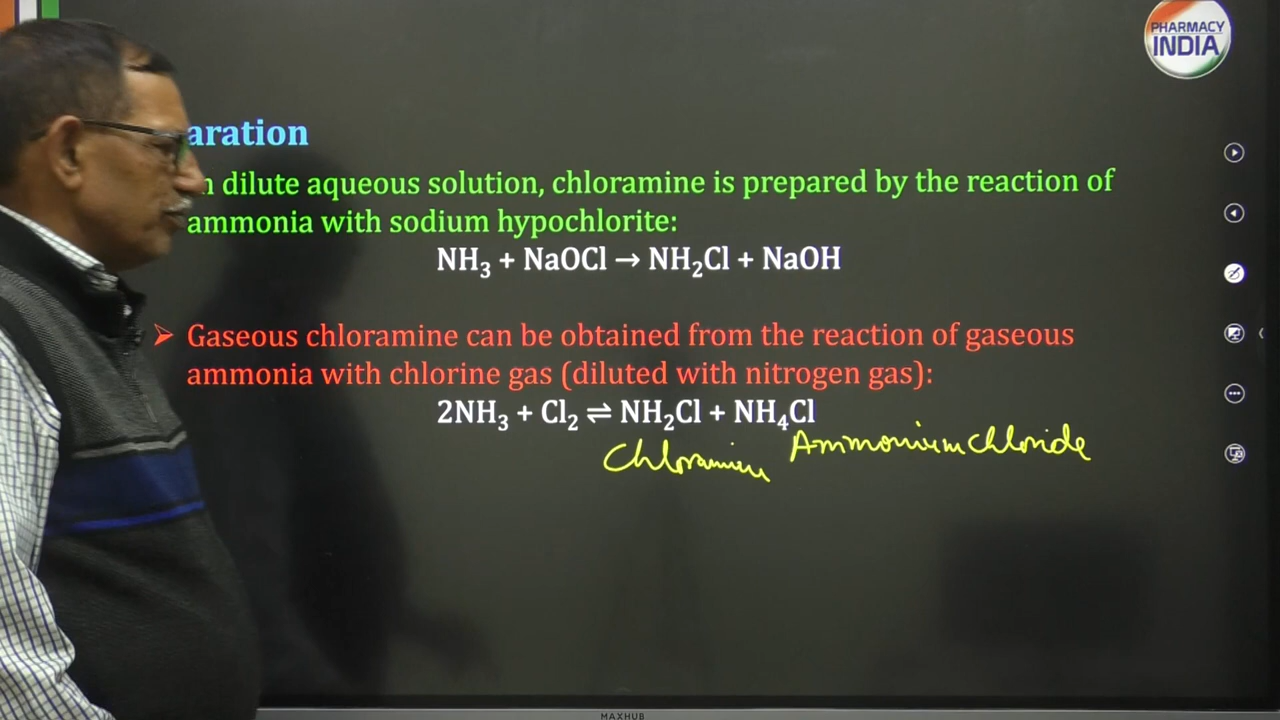 PHARMACY
INDIA
aration
n dilute aqueous solution, chloramine is prepared by the reaction of
ammonia with sodium hypochlorite:
NH₃ + NaOCl → NH₂Cl + NaOH
➤ Gaseous chloramine can be obtained from the reaction of gaseous
ammonia with chlorine gas (diluted with nitrogen gas):
2NH₃ + Cl₂ ⇌ NH₂Cl + NH₄Cl
Chloramine Ammonium Chloride
MAXHUB